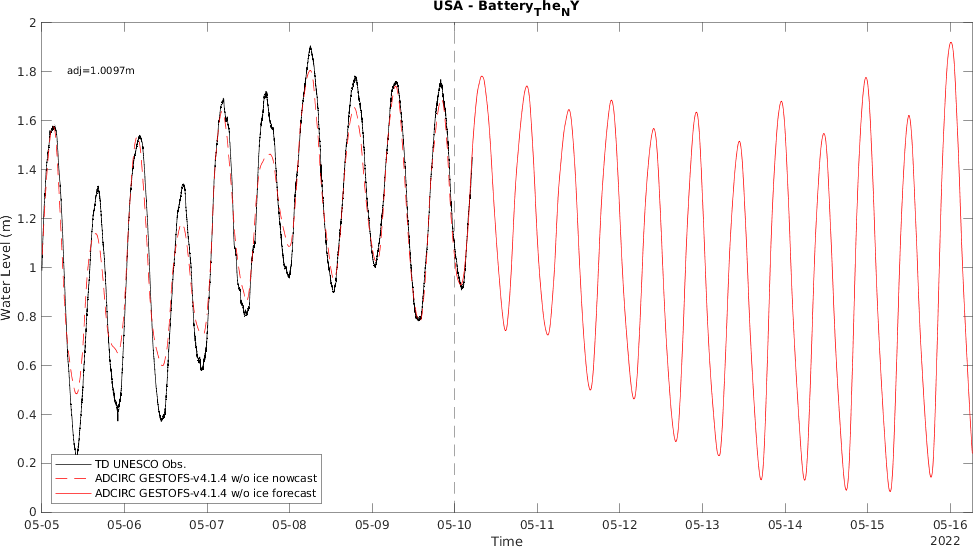 USA - Battery_The_NY
adj=1.0097m
2
1.8
1.6
1.4
1.2
1
0.8
0.6
0.4
0.2
0
Water Level (m)
TD UNESCO Obs.
ADCIRC GESTOFS-v4.1.4 w/o ice nowcast
ADCIRC GESTOFS-v4.1.4 w/o ice forecast
05-05 05-06 05-07 05-08 05-09 05-10 05-11 05-12 05-13 05-14 05-15 05-16
Time
2022